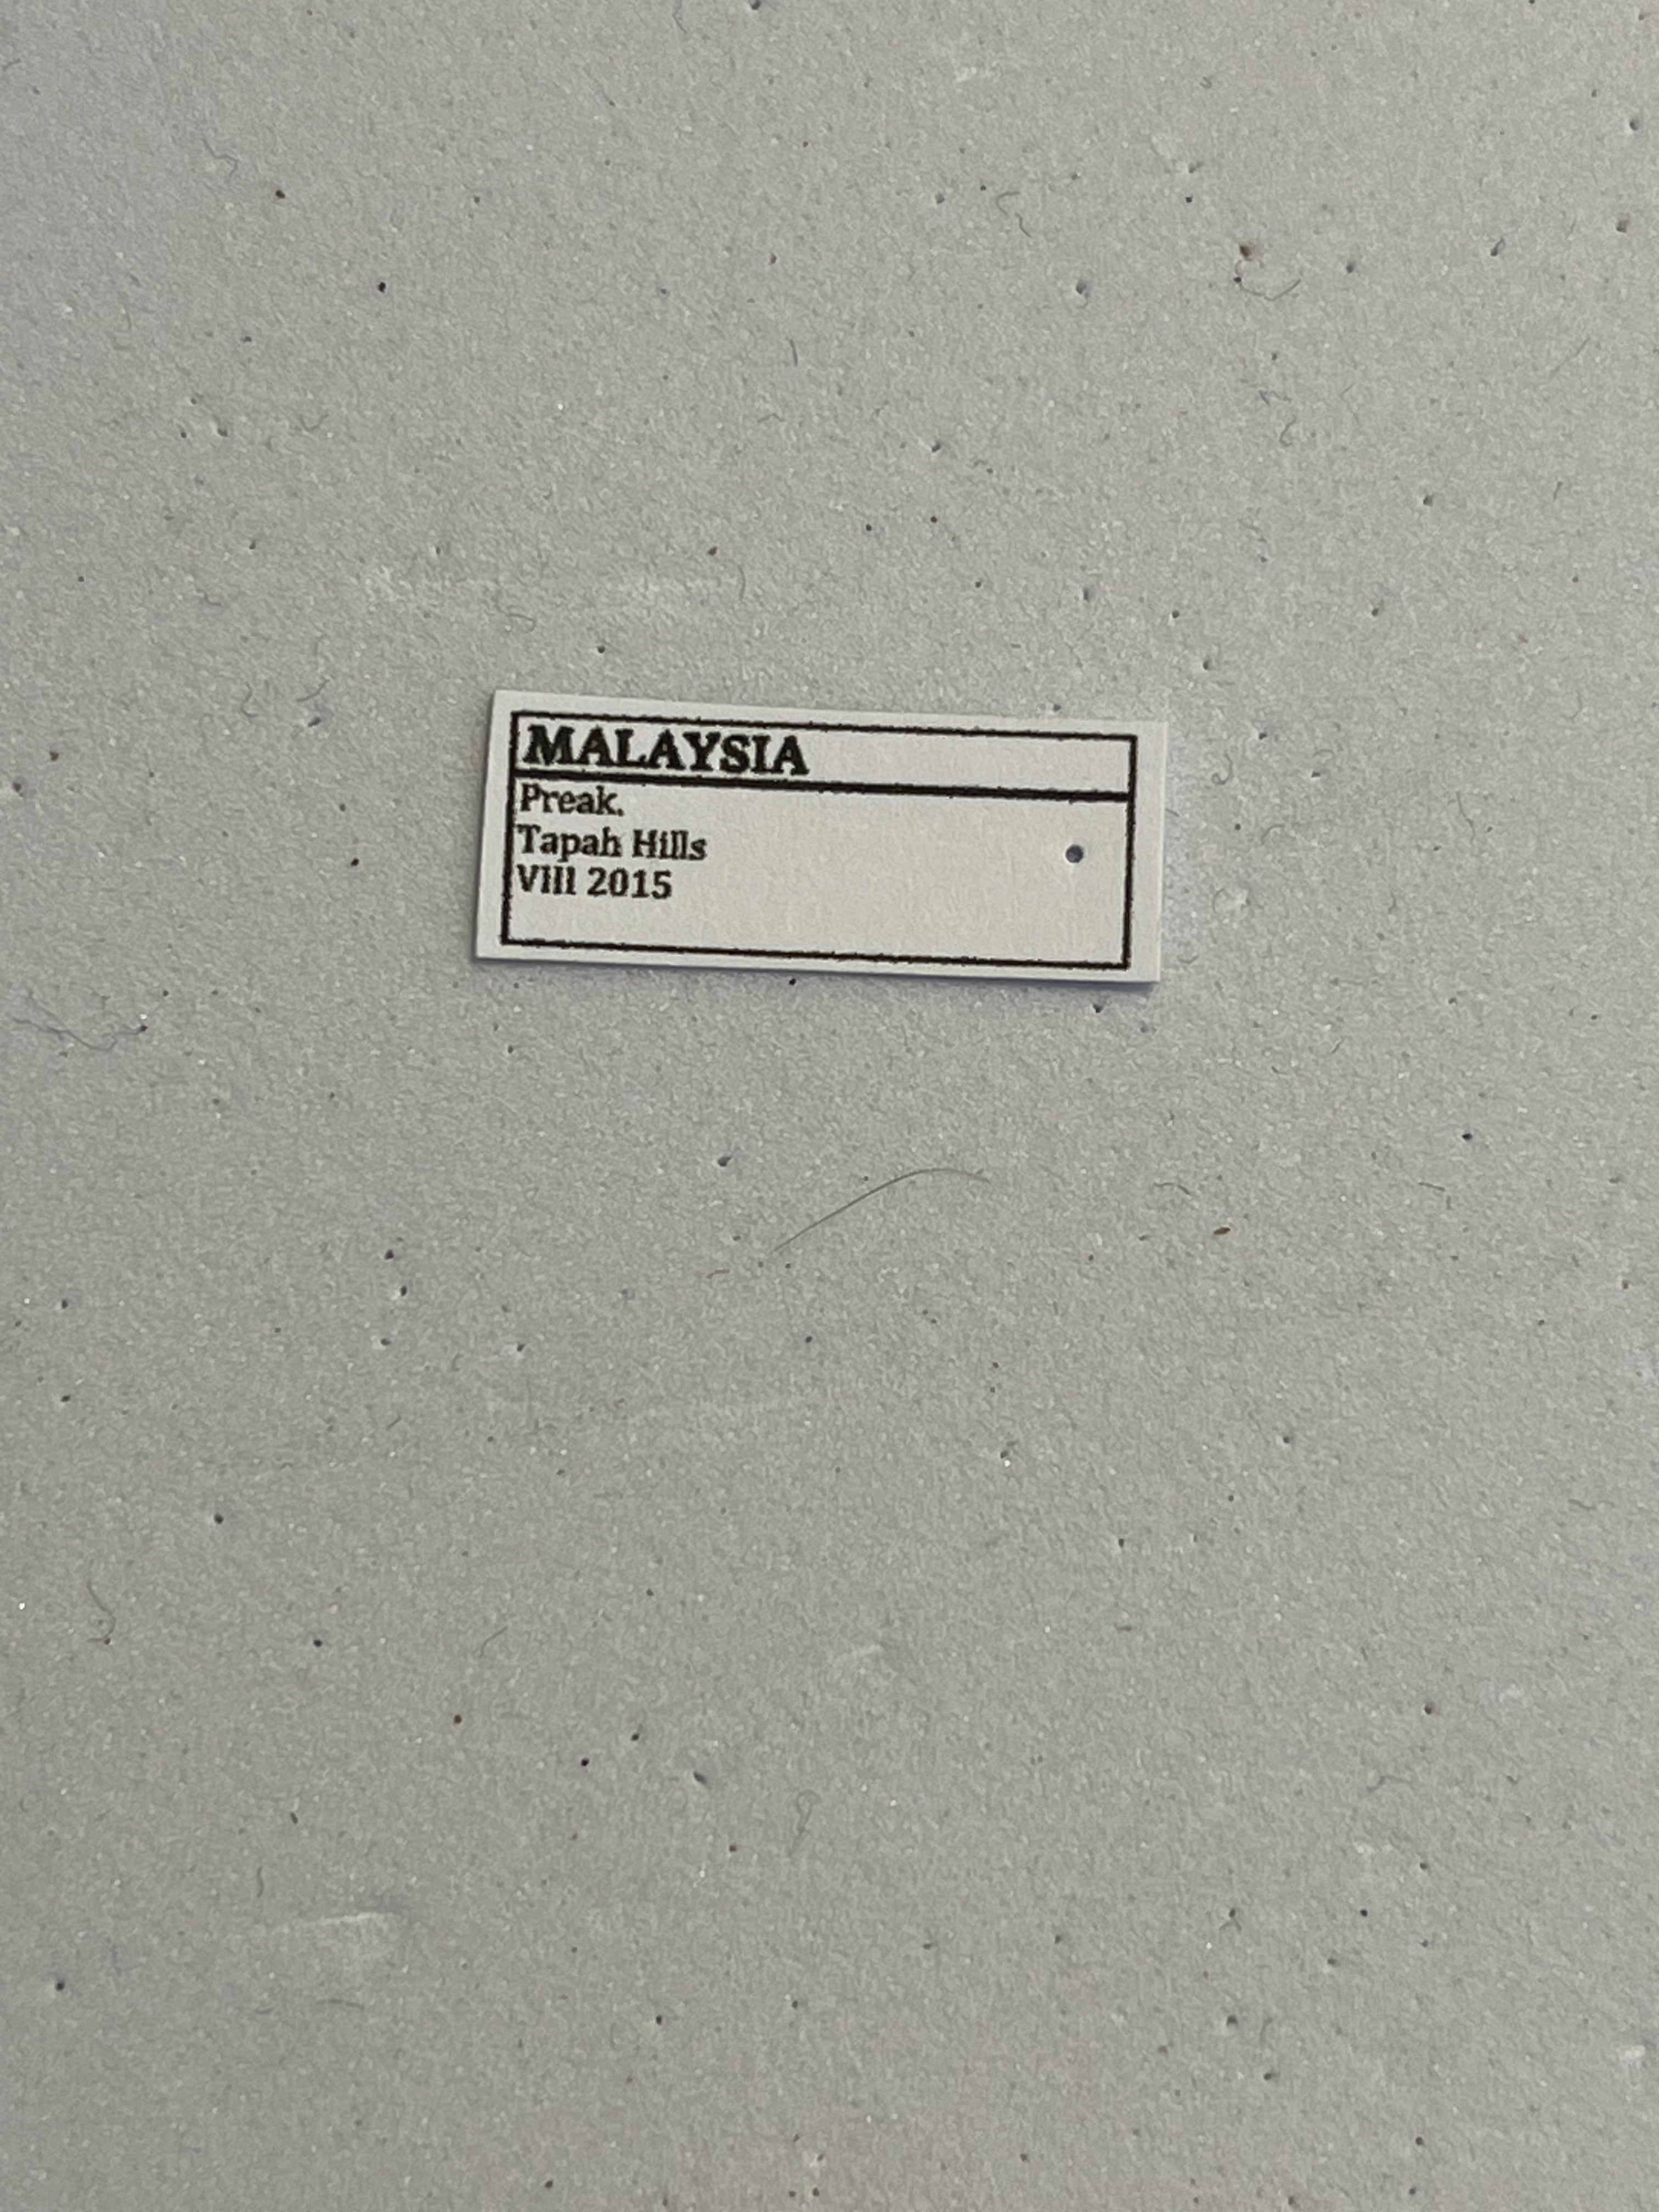 MALAYSIA
Preak.
Tapah Hills
VIII 2015